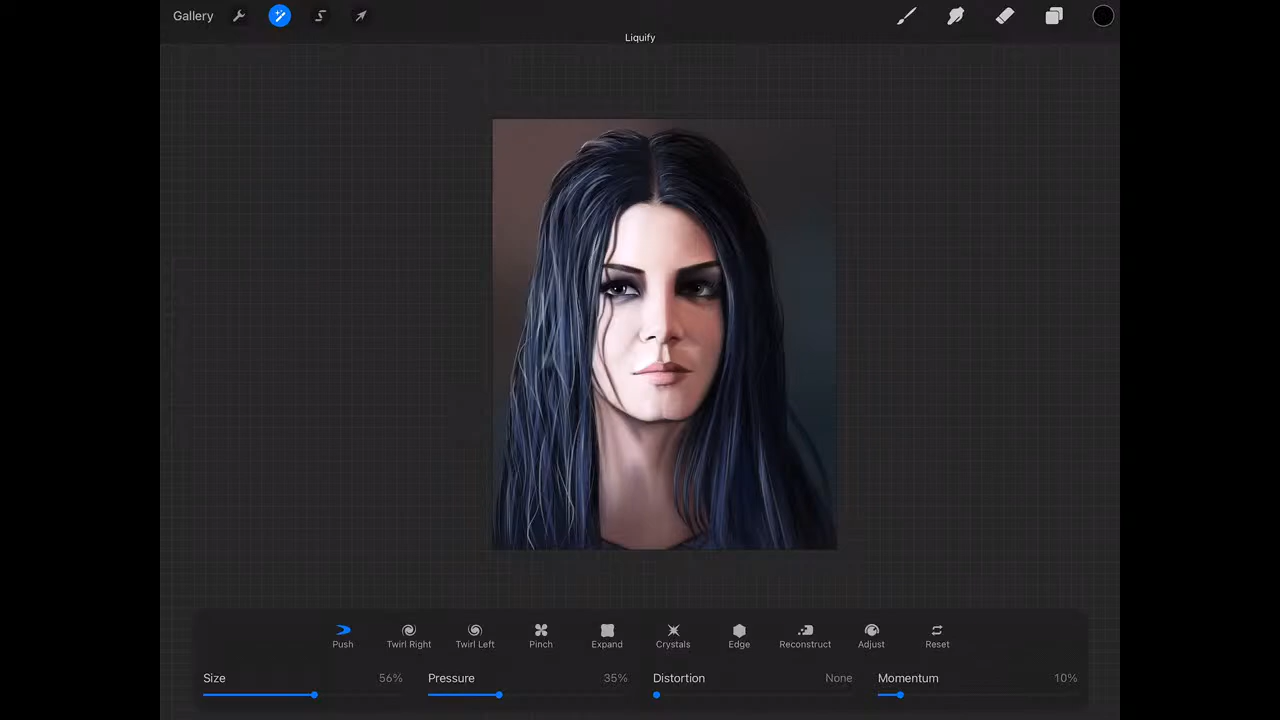 Gallery
Liquify
Push Twirl Right Twirl Left Pinch Expand Crystals Edge Reconstruct Adjust Reset
Size 56% Pressure 35% Distortion None Momentum 10%